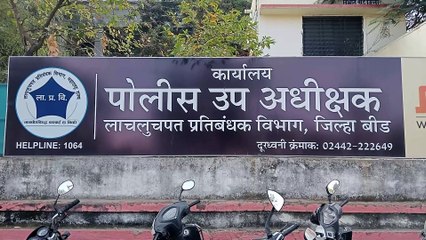 कार्यालय
पोलीस उप अधीक्षक
लाचलुचपत प्रतिबंधक विभाग, जिल्हा बीड
दूरध्वनी क्रमांक: 02442-222649
ला. प्र. वि.
HELPLINE: 1064